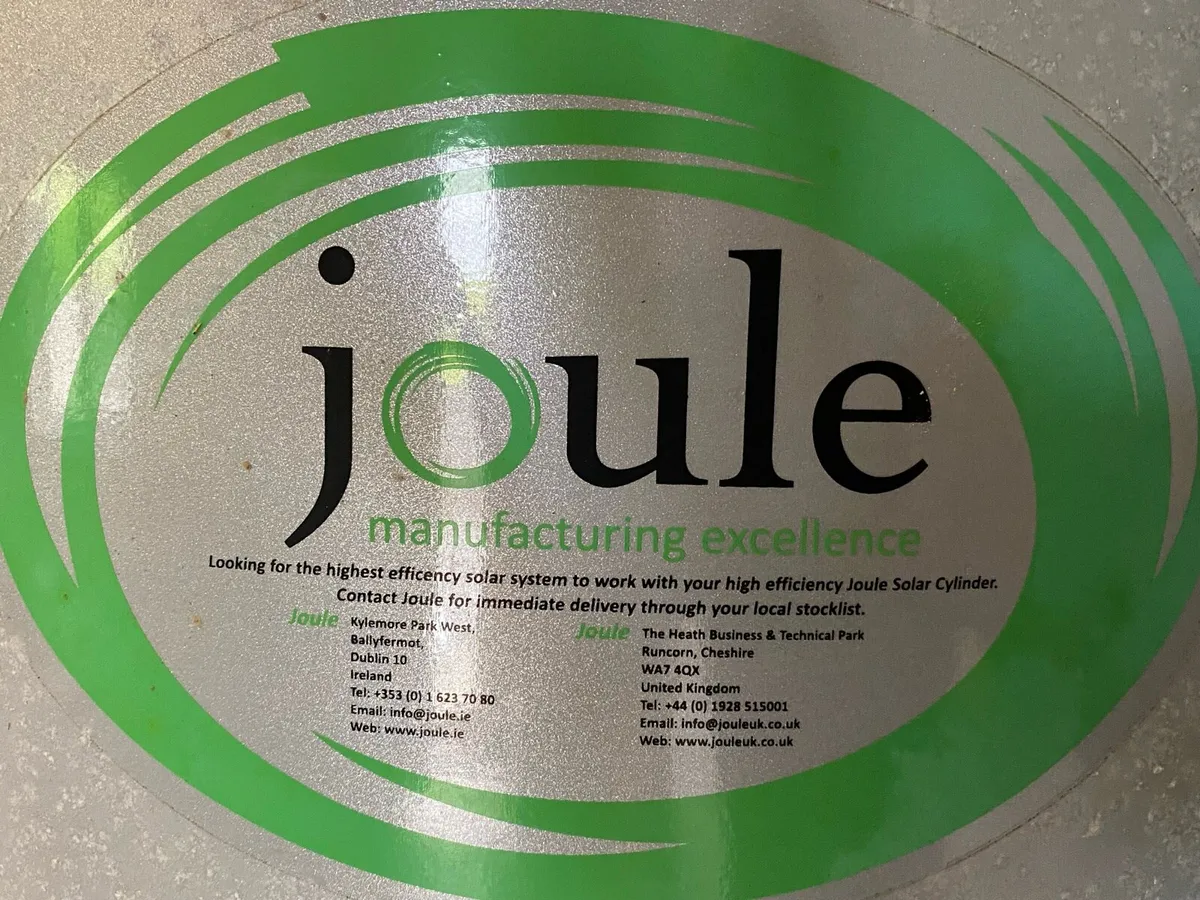 joule
manufacturing excellence
Looking for the highest efficency solar system to work with your high efficiency Joule Solar Cylinder.
Contact Joule for immediate delivery through your local stocklist.
Joule Kylemore Park West,
Ballyfermot,
Dublin 10
Ireland
Tel: +353 (0) 1 623 70 80
Email: info@joule.ie
Web: www.joule.ie
Joule The Heath Business & Technical Park
Runcorn, Cheshire
WA7 4QX
United Kingdom
Tel: +44 (0) 1928 515001
Email: info@jouleuk.co.uk
Web: www.jouleuk.co.uk